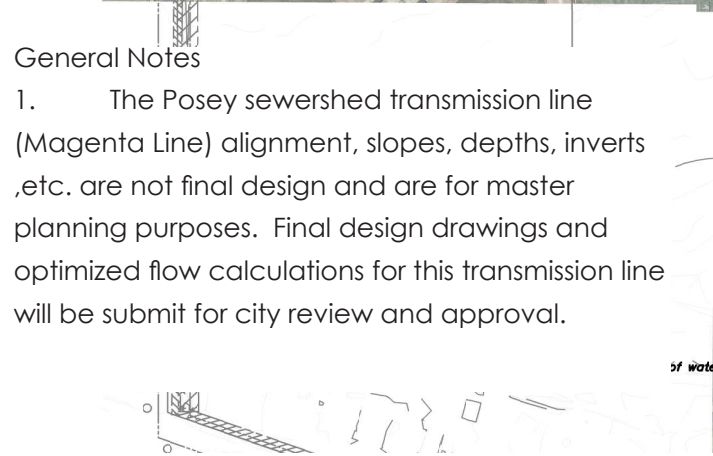 General Notes
1. The Posey sewershed transmission line
(Magenta Line) alignment, slopes, depths, inverts
,etc. are not final design and are for master
planning purposes. Final design drawings and
optimized flow calculations for this transmission line
will be submit for city review and approval.
of wate